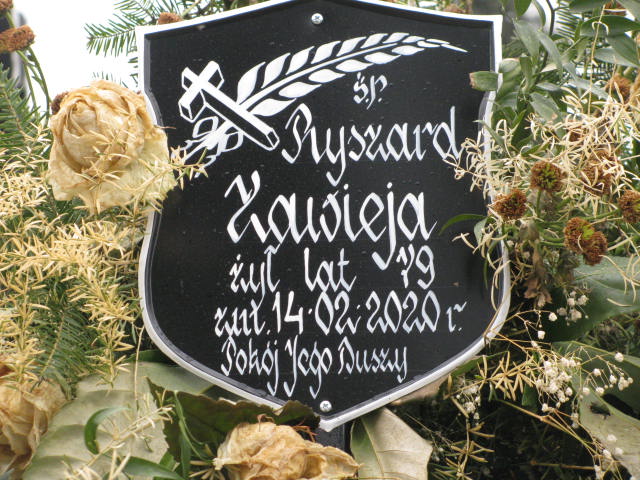 śp.
Ryszard
Zawieja
żył lat 79
zm. 14.02.2020 r.
Pokój Jego Duszy